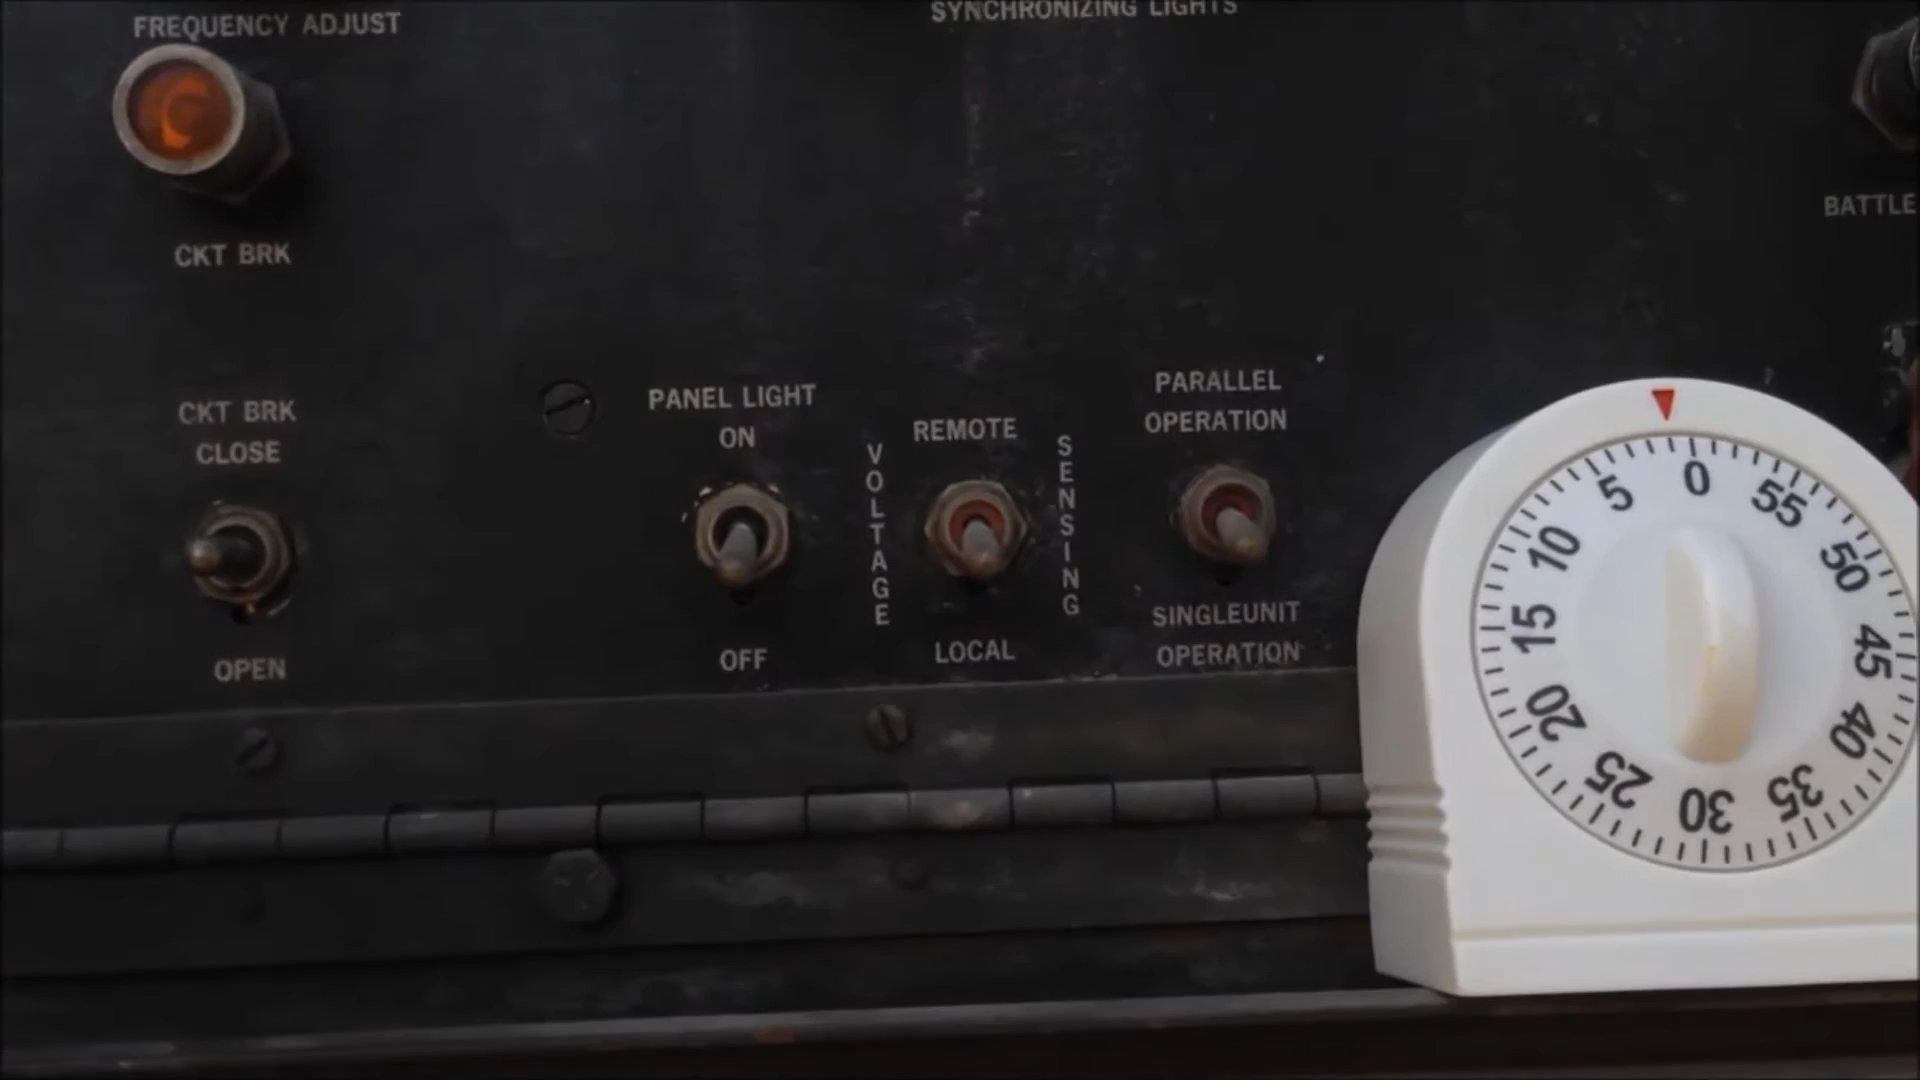 FREQUENCY ADJUST
SYNCHRONIZING LIGHTS
CKT BRK
BATTLE
CKT BRK
CLOSE
OPEN
PANEL LIGHT
ON
OFF
VOLTAGE
REMOTE
LOCAL
SENSING
PARALLEL
OPERATION
SINGLEUNIT
OPERATION
0
55
50
45
40
35
30
25
20
15
10
5